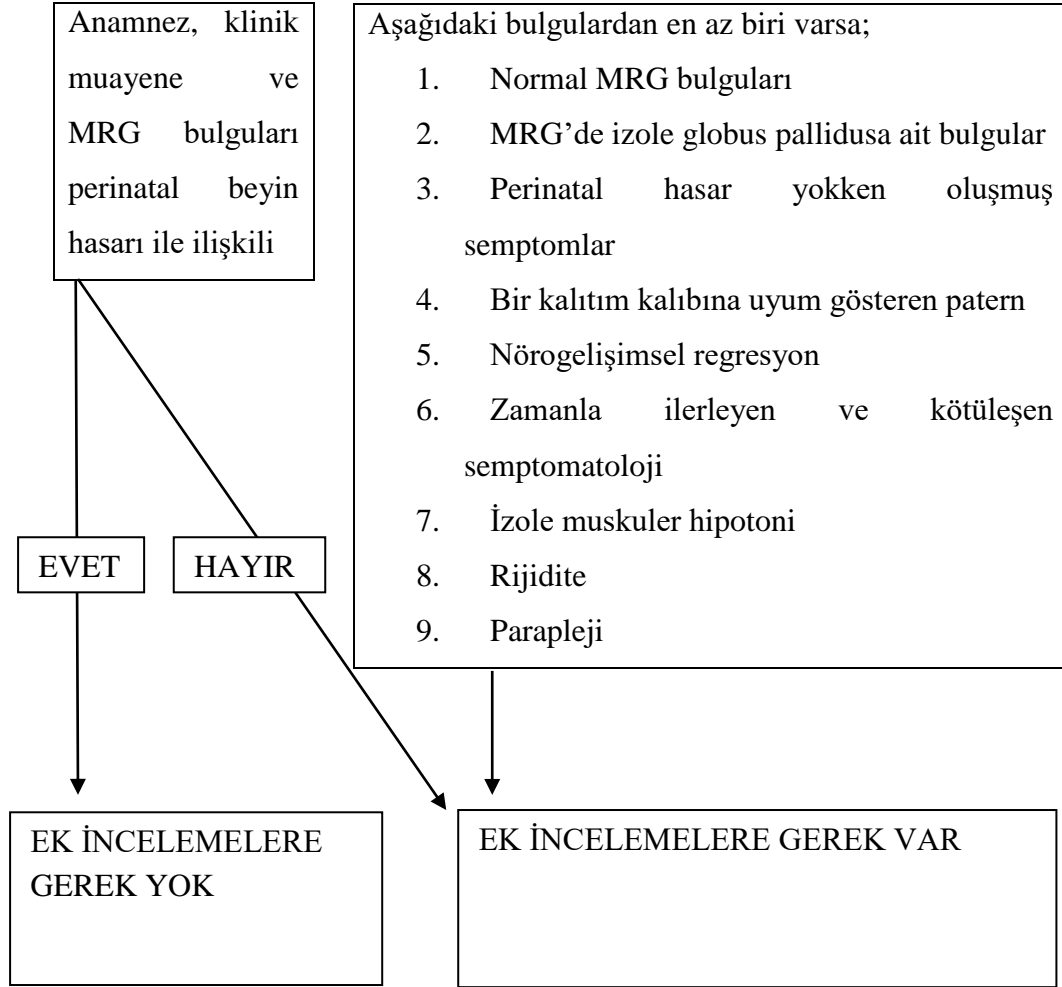 Anamnez, klinik
muayene ve
MRG bulguları
perinatal beyin
hasarı ile ilişkili
Aşağıdaki bulgulardan en az biri varsa;
1. Normal MRG bulguları
2. MRG’de izole globus pallidusa ait bulgular
3. Perinatal hasar yokken oluşmuş
semptomlar
4. Bir kalıtım kalıbına uyum gösteren patern
5. Nörogelişimsel regresyon
6. Zamanla ilerleyen ve kötüleşen
semptomatoloji
7. İzole muskuler hipotoni
8. Rijidite
9. Parapleji
EVET
HAYIR
EK İNCELEMELERE
GEREK YOK
EK İNCELEMELERE GEREK VAR